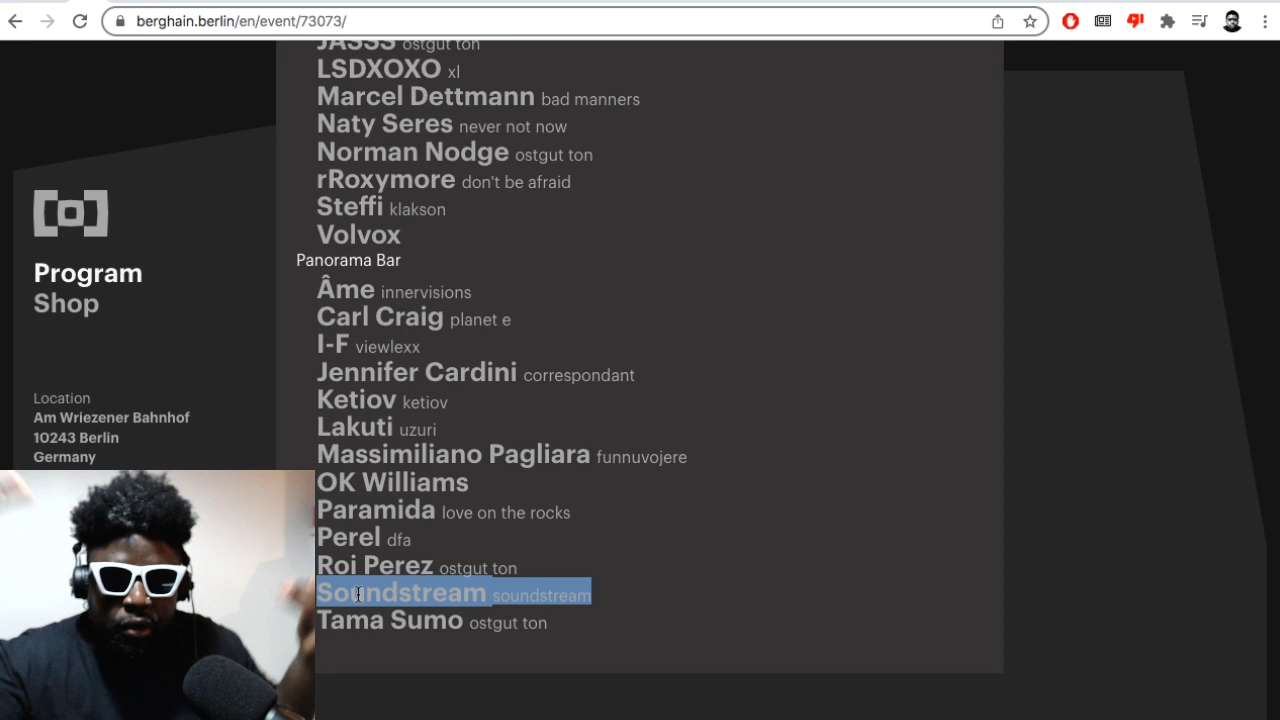 berghain.berlin/en/event/73073/
JASSS ostgut ton
LSDXOXO xl
Marcel Dettmann bad manners
Naty Seres never not now
Norman Nodge ostgut ton
rRoxymore don't be afraid
Steffi klakson
Volvox
Panorama Bar
Âme innervisions
Carl Craig planet e
I-F viewlexx
Jennifer Cardini correspondant
Ketiov ketiov
Lakuti uzuri
Massimiliano Pagliara funnuvojere
OK Williams
Paramida love on the rocks
Perel dfa
Roi Perez ostgut ton
Soundstream soundstream
Tama Sumo ostgut ton
Program
Shop
Location
Am Wriezener Bahnhof
10243 Berlin
Germany